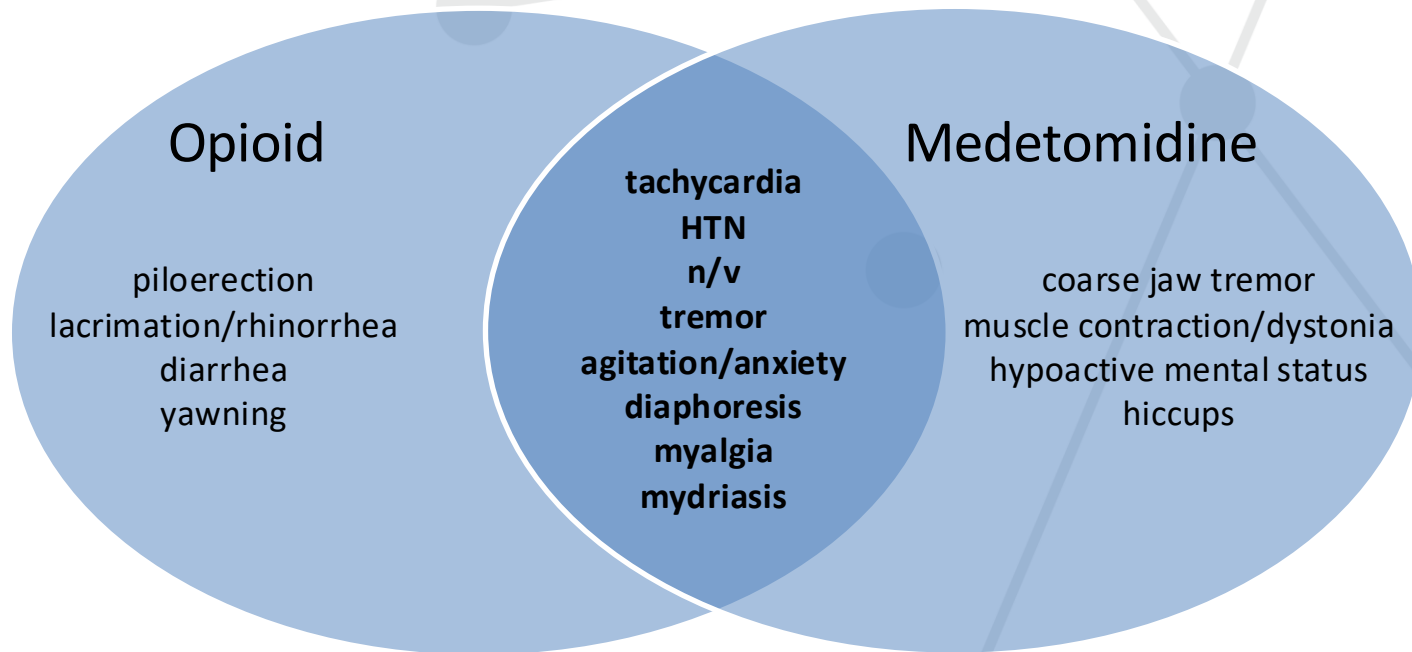 Opioid
piloerection
lacrimation/rhinorrhea
diarrhea
yawning
tachycardia
HTN
n/v
tremor
agitation/anxiety
diaphoresis
myalgia
mydriasis
Medetomidine
coarse jaw tremor
muscle contraction/dystonia
hypoactive mental status
hiccups